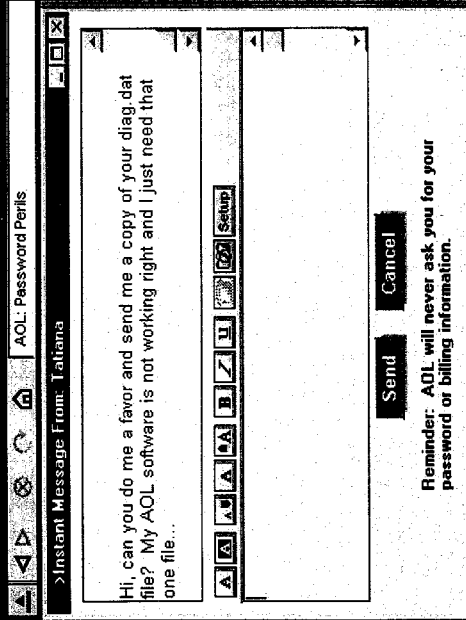 AOL: Password Perils
>Instant Message From: Tatiana
Hi, can you do me a favor and send me a copy of your diag.dat
file? My AOL software is not working right and I just need that
one file...
A A A A A B I U Setup
Send Cancel
Reminder: AOL will never ask you for your
password or billing information.